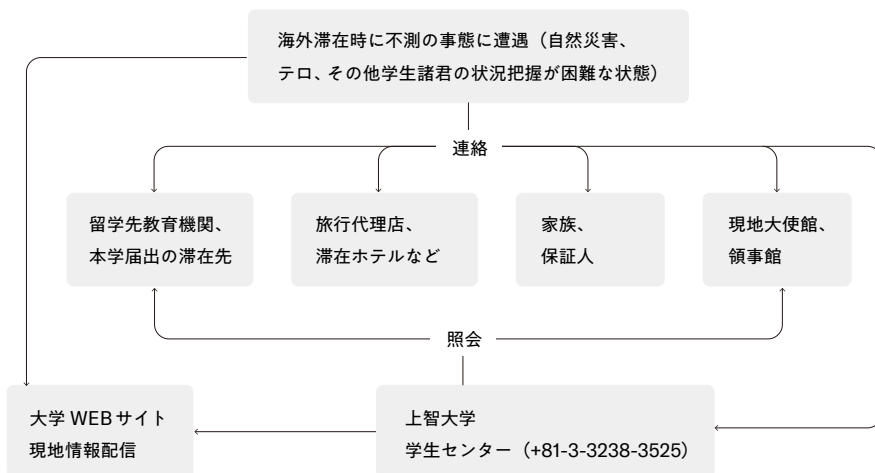 海外滞在時に不測の事態に遭遇（自然災害、
テロ、その他学生諸君の状況把握が困難な状態）
連絡
留学先教育機関、
本学届出の滞在先
旅行代理店、
滞在ホテルなど
家族、
保証人
現地大使館、
領事館
照会
大学 WEB サイト
現地情報配信
上智大学
学生センター（+81-3-3238-3525）